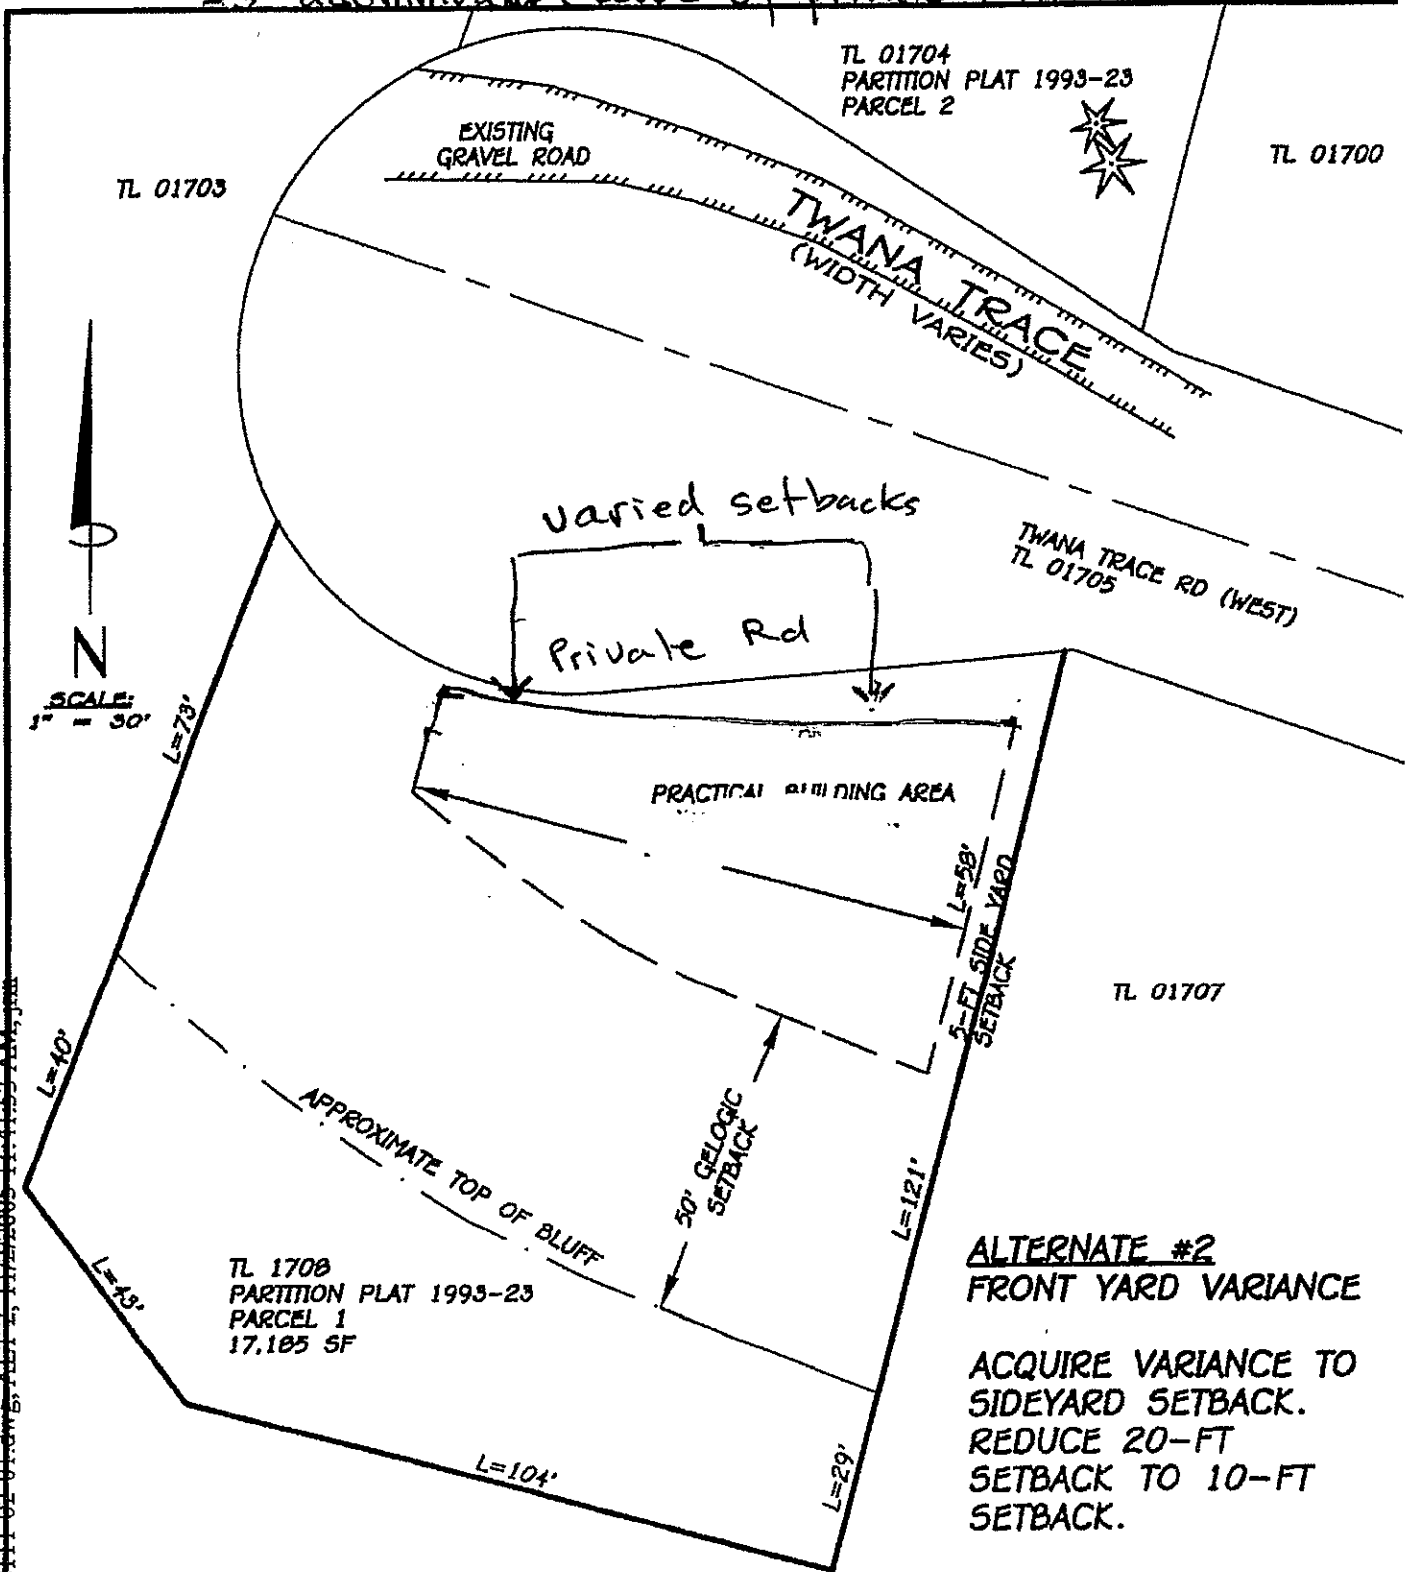 TL 01704
PARTITION PLAT 1993-23
PARCEL 2
EXISTING
GRAVEL ROAD
TL 01700
TL 01703
TWANA TRACE
(WIDTH VARIES)
varied setbacks
TWANA TRACE RD (WEST)
TL 01705
Private Rd
N
SCALE:
1" = 30'
L=73'
PRACTICAL BUILDING AREA
L=58'
5-FT SIDE YARD
SETBACK
TL 01707
L=40'
APPROXIMATE TOP OF BLUFF
50' GELOGIC
SETBACK
L=121'
L=43'
TL 1708
PARTITION PLAT 1993-23
PARCEL 1
17,185 SF
L=104'
L=29'
ALTERNATE #2
FRONT YARD VARIANCE
ACQUIRE VARIANCE TO
SIDEYARD SETBACK.
REDUCE 20-FT
SETBACK TO 10-FT
SETBACK.